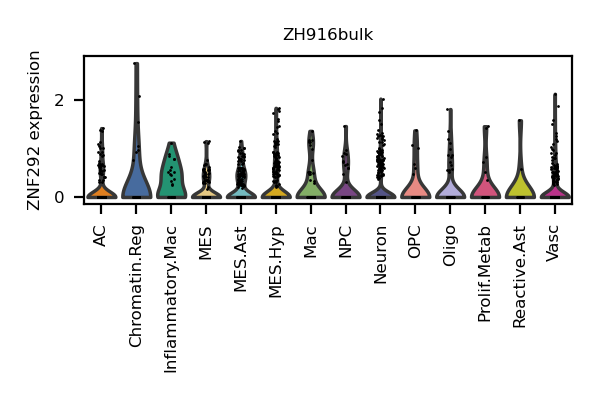 ZH916bulk
ZNF292 expression
2
0
AC
Chromatin.Reg
Inflammatory.Mac
MES
MES.Ast
MES.Hyp
Mac
NPC
Neuron
OPC
Oligo
Prolif.Metab
Reactive.Ast
Vasc